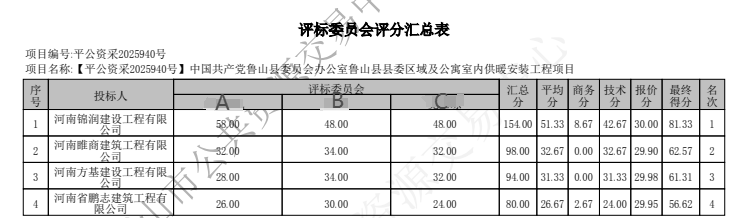 评标委员会评分汇总表
项目编号:平公资采2025940号
项目名称:【平公资采2025940号】中国共产党鲁山县委员会办公室鲁山县县委区域及公寓室内供暖安装工程项目
序号 投标人 评标委员会 汇总分 平均分 商务分 技术分 报价分 最终得分 名次
A B C
1 河南锦润建设工程有限公司 58.00 48.00 48.00 154.00 51.33 8.67 42.67 30.00 81.33 1
2 河南睢商建筑工程有限公司 32.00 34.00 32.00 98.00 32.67 0.00 32.67 29.90 62.57 2
3 河南方基建设工程有限公司 28.00 34.00 32.00 94.00 31.33 0.00 31.33 29.98 61.31 3
4 河南省鹏志建筑工程有限公司 26.00 30.00 24.00 80.00 26.67 2.67 24.00 29.95 56.62 4